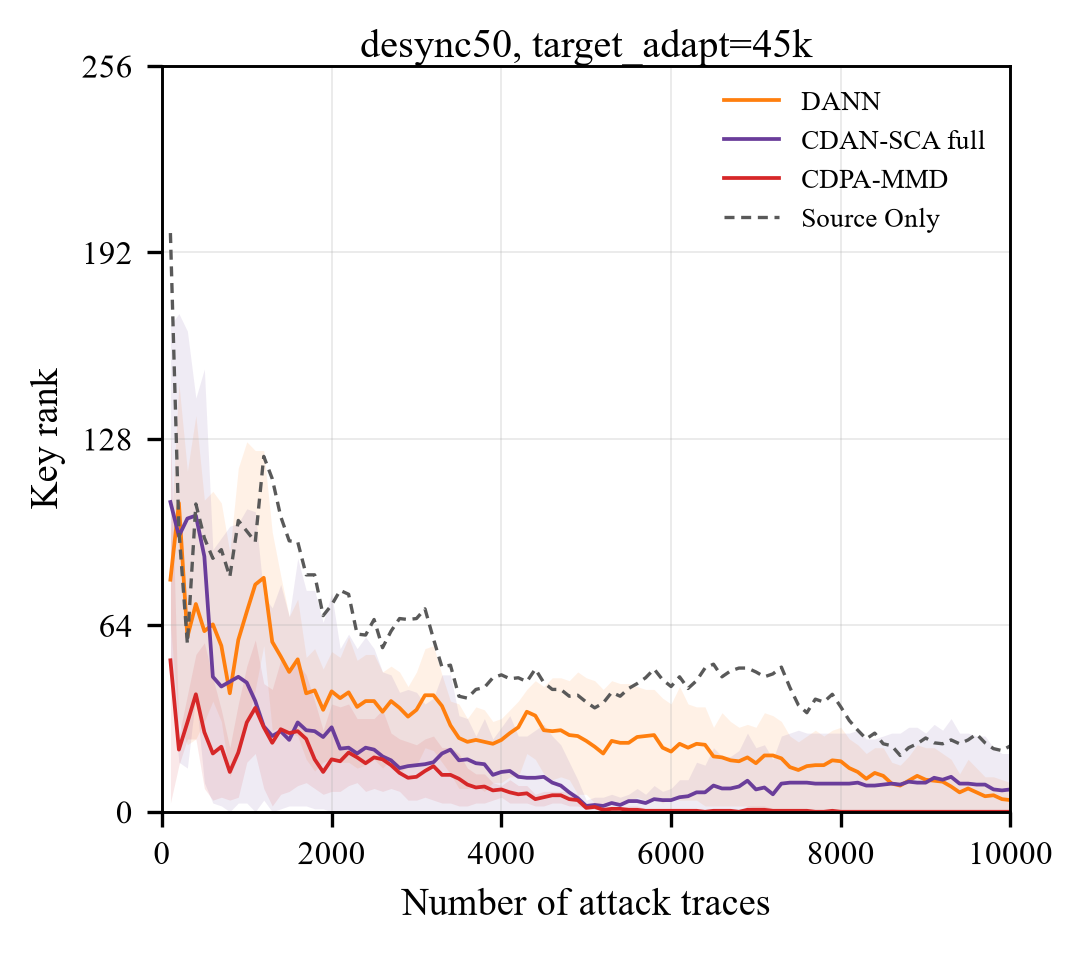 desync50, target_adapt=45k
256
192
128
64
0
Key rank
DANN
CDAN-SCA full
CDPA-MMD
Source Only
0 2000 4000 6000 8000 10000
Number of attack traces